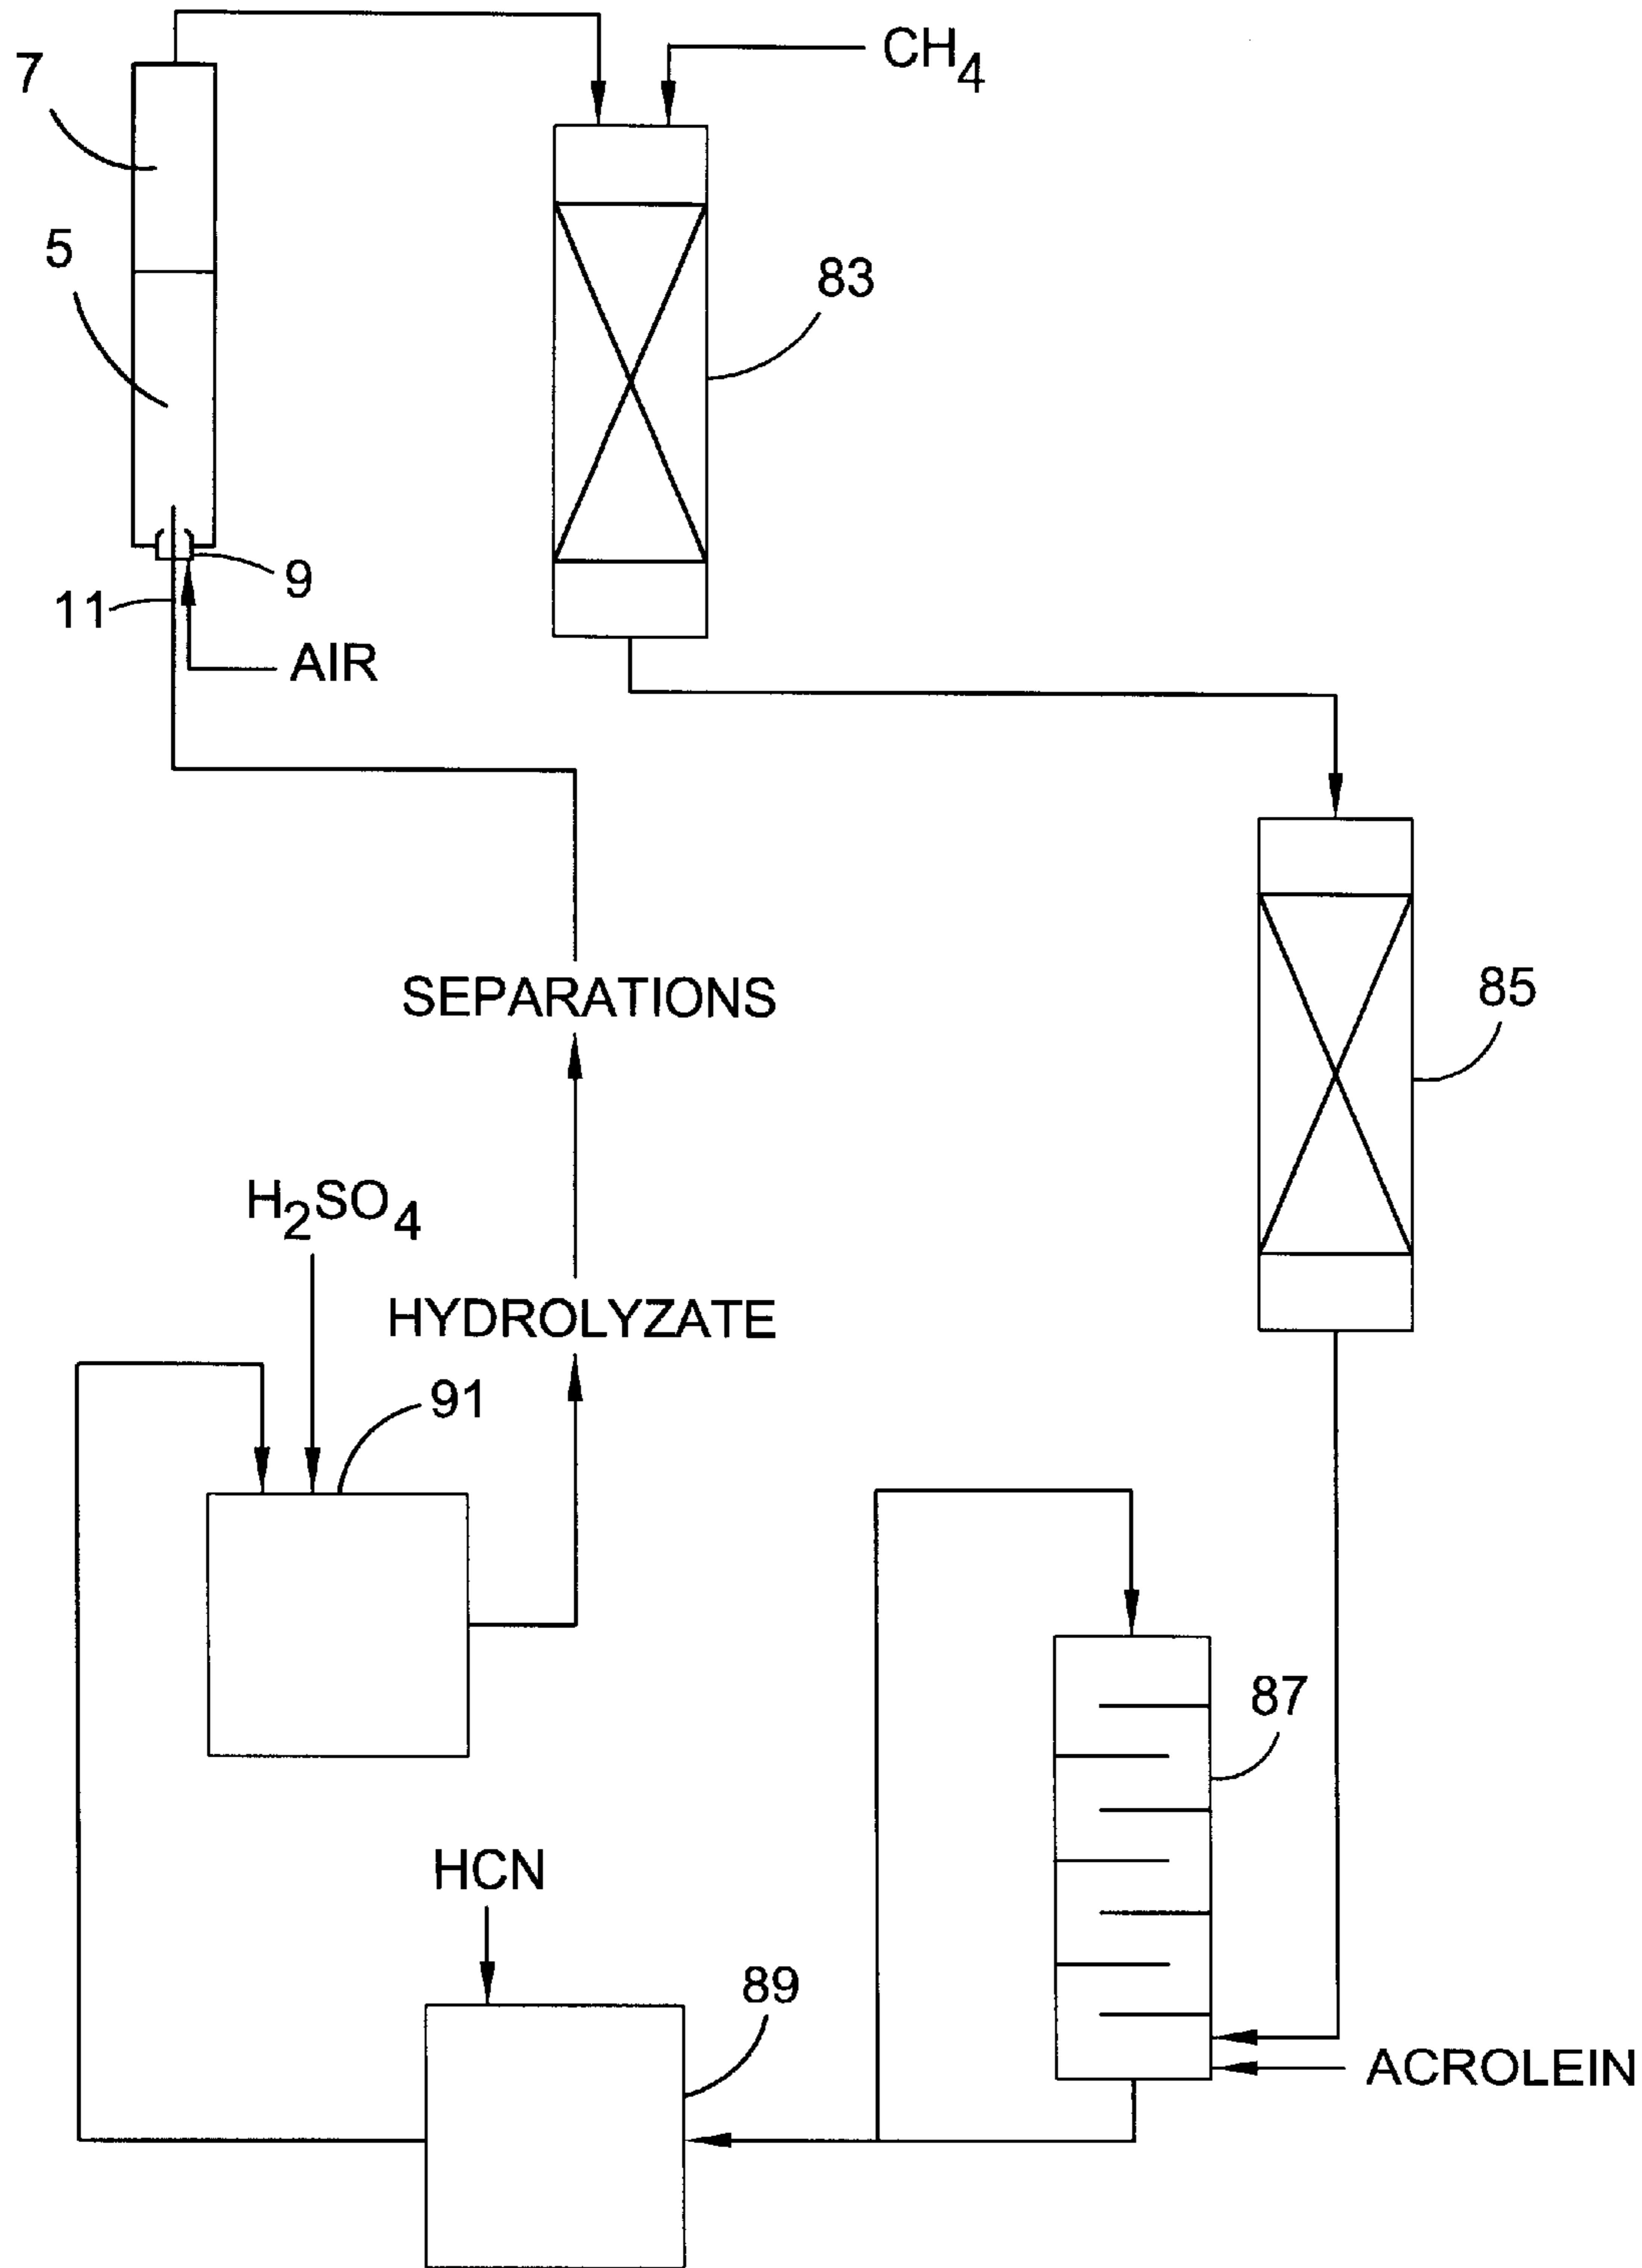 CH4
7
5
83
9
11
AIR
SEPARATIONS
85
H2SO4
HYDROLYZATE
91
87
HCN
89
ACROLEIN